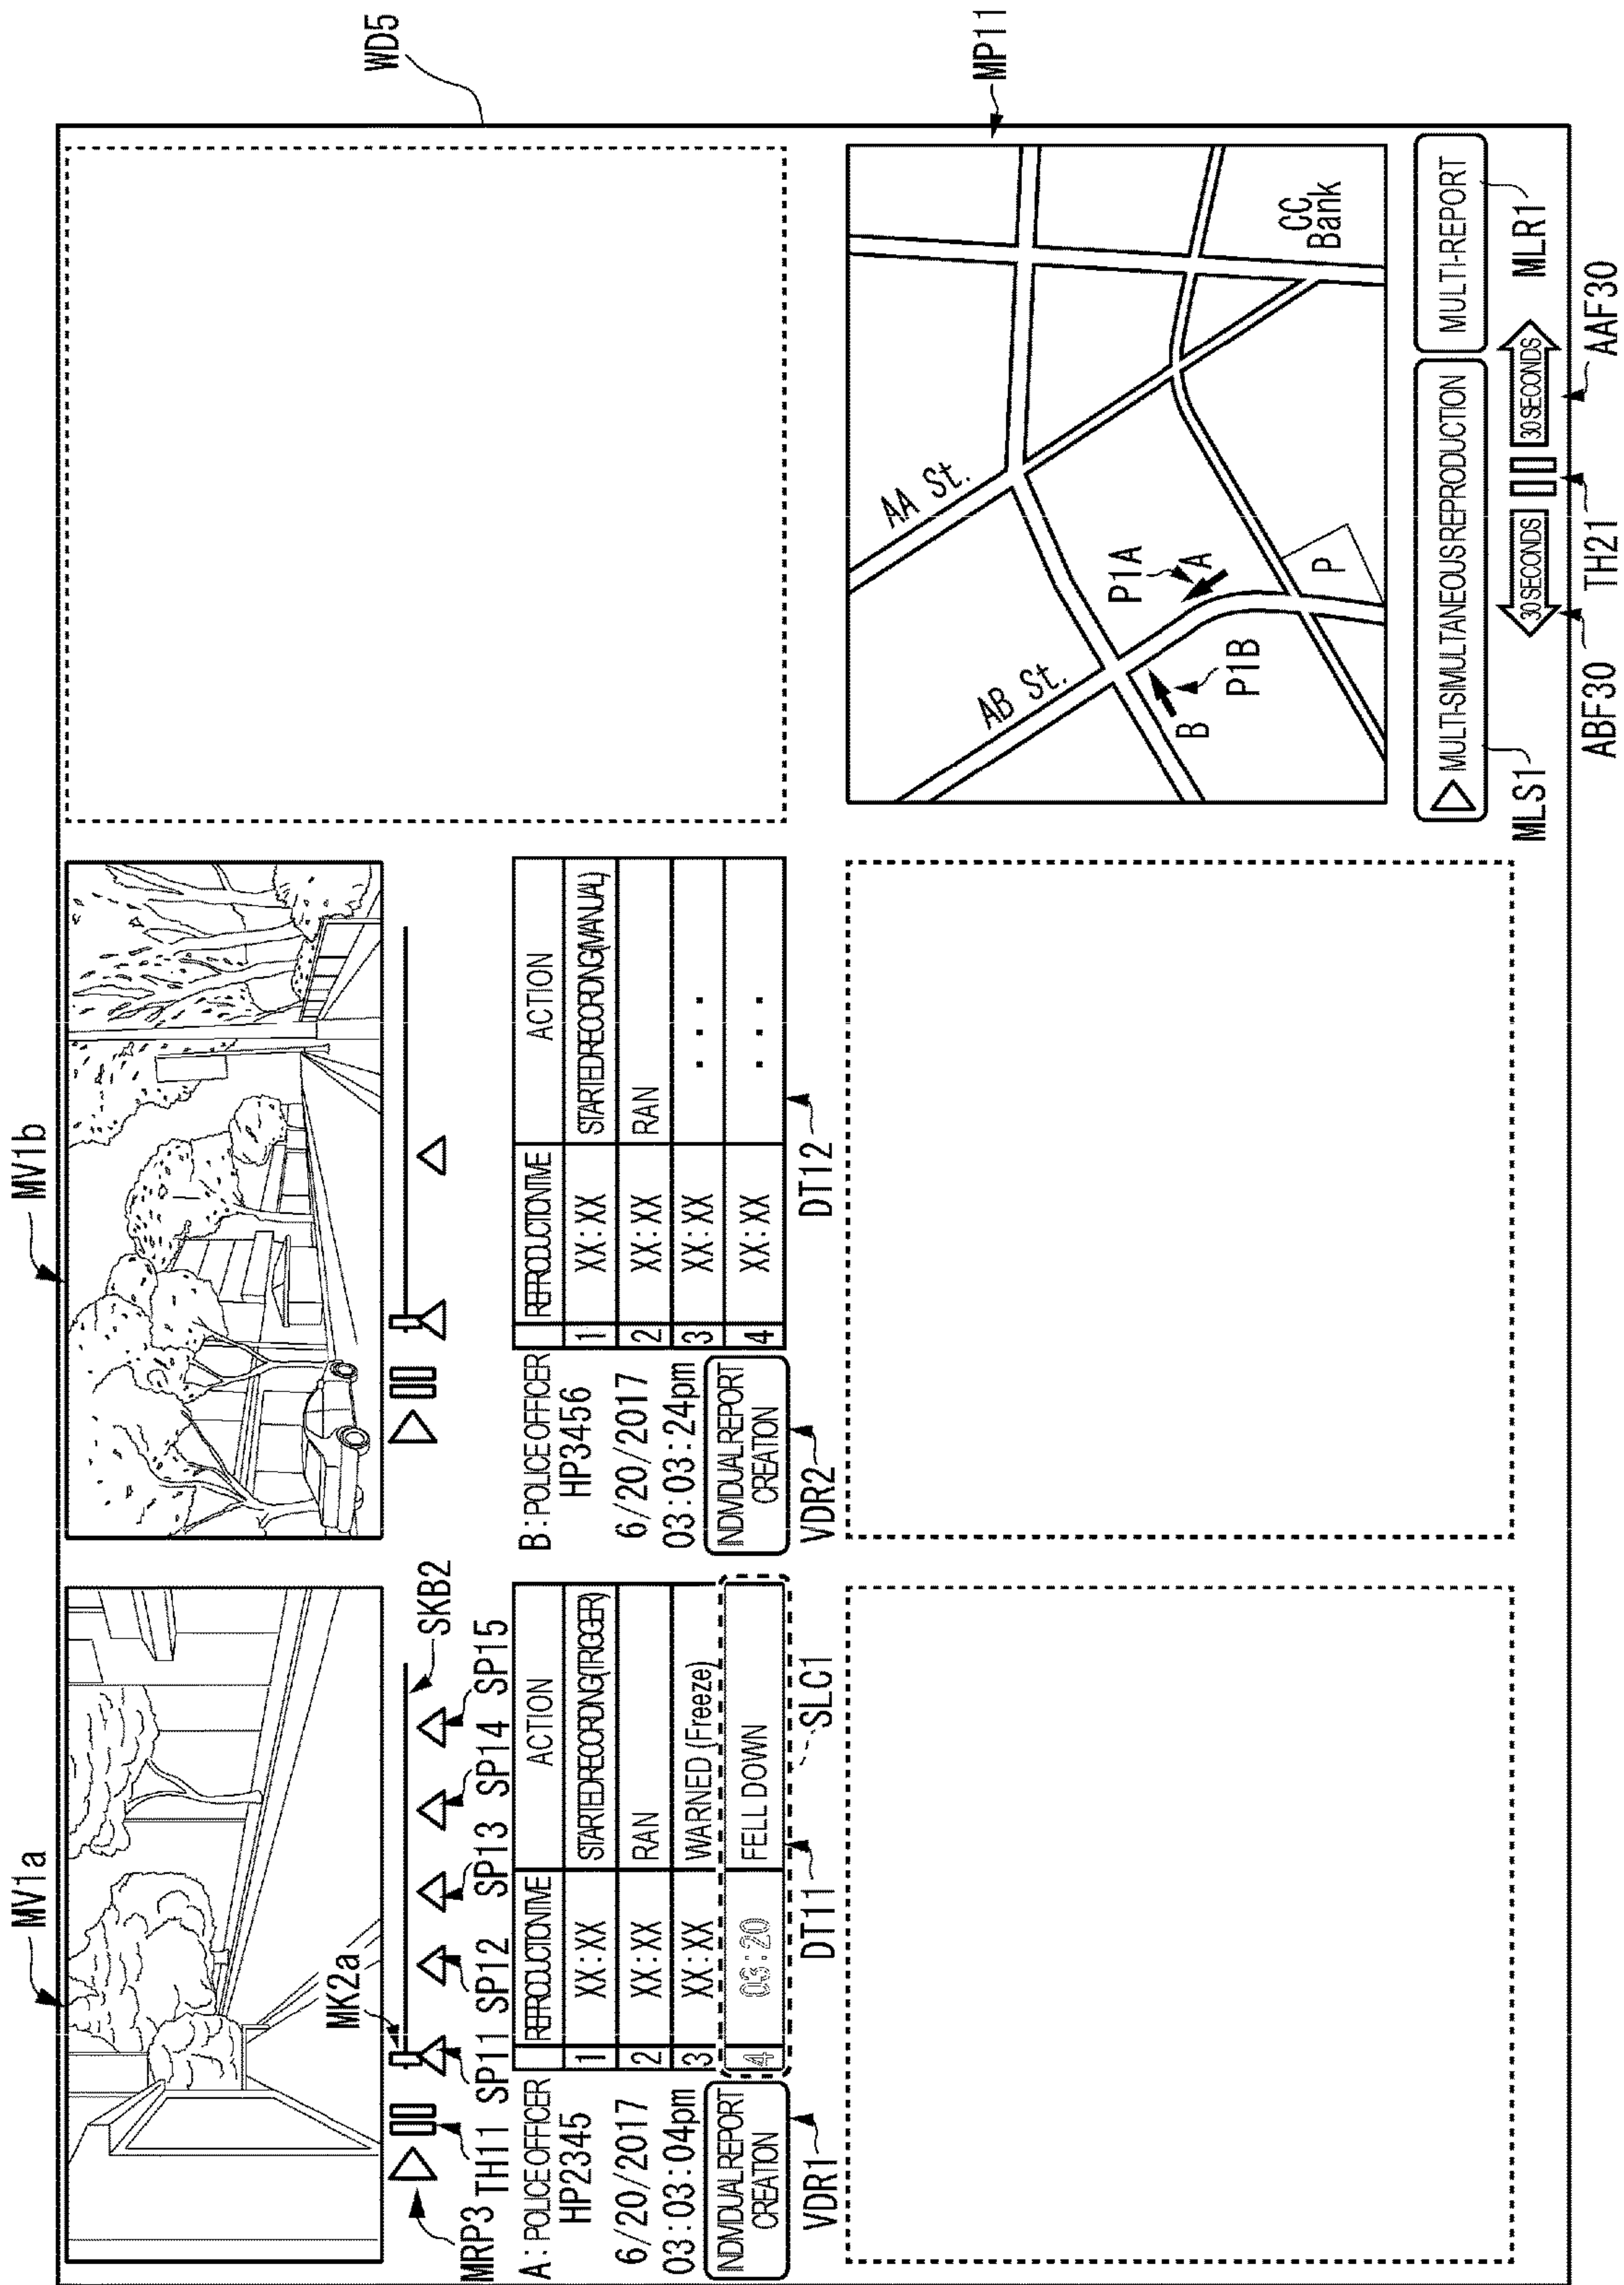 MV1a
MV1b
WD5
MK2a
SKB2
MRP3
TH11
SP11
SP12
SP13
SP14
SP15
A:POLICE OFFICER
HP2345
6/20/2017
03:03:04pm
INDIVIDUAL REPORT
CREATION
VDR1
REPRODUCTION TIME ACTION
1 XX:XX STARTED RECORDING (TRIGGER)
2 XX:XX RAN
3 XX:XX WARNED (Freeze)
4 03:20 FELL DOWN
DT11
SLC1
B:POLICE OFFICER
HP3456
6/20/2017
03:03:24pm
INDIVIDUAL REPORT
CREATION
VDR2
REPRODUCTION TIME ACTION
1 XX:XX STARTED RECORDING (MANUAL)
2 XX:XX RAN
3 XX:XX ...
4 XX:XX ...
DT12
MP11
AA St.
AB St.
P1A
A
P1B
B
P
CC
Bank
MULTI-SIMULTANEOUS REPRODUCTION
MULTI-REPORT
MLS1
30 SECONDS
30 SECONDS
MLR1
ABF30
TH21
AAF30